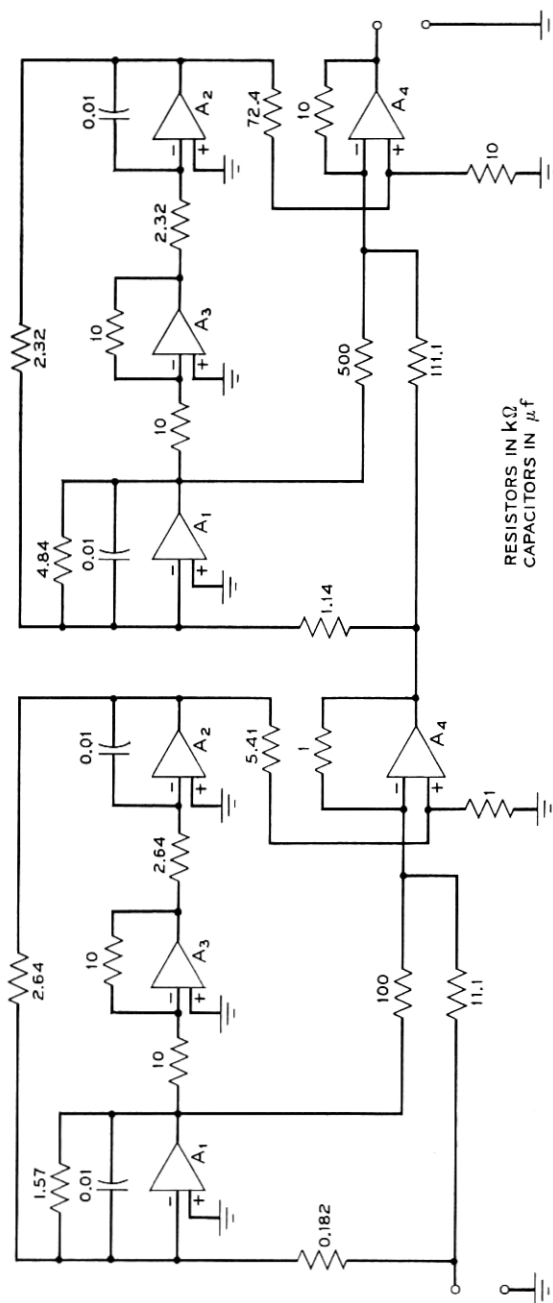 2.64
1.57
0.01
A1
10
10
A3
2.64
0.01
A2
5.41
0.182
100
11.1
1
A4
1
2.32
4.84
0.01
A1
10
10
A3
2.32
0.01
A2
72.4
1.14
500
111.1
10
A4
10
- + - + - + - +
- + - + - + - +
RESISTORS IN kΩ
CAPACITORS IN μf